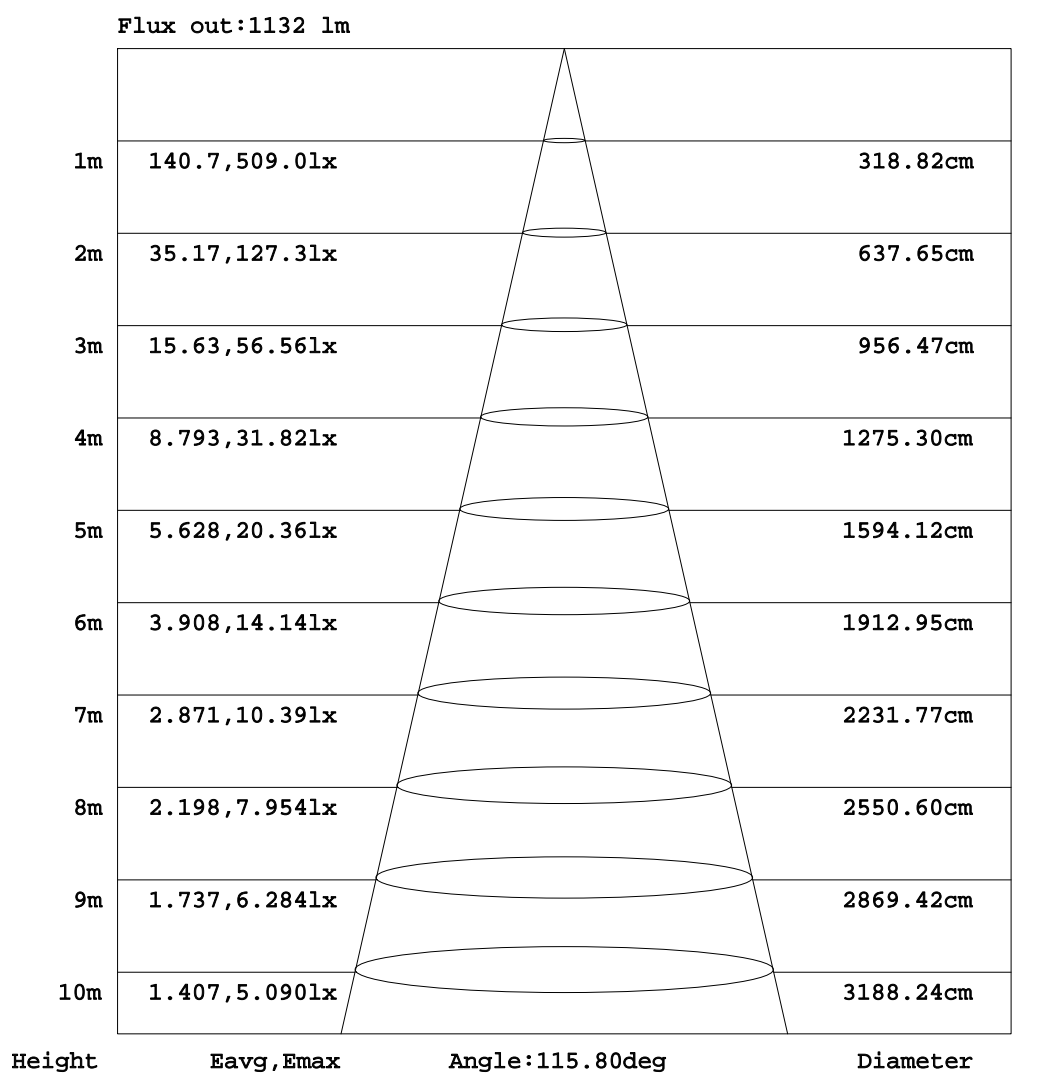 Flux out:1132 lm
1m 140.7,509.0lx 318.82cm
2m 35.17,127.3lx 637.65cm
3m 15.63,56.56lx 956.47cm
4m 8.793,31.82lx 1275.30cm
5m 5.628,20.36lx 1594.12cm
6m 3.908,14.14lx 1912.95cm
7m 2.871,10.39lx 2231.77cm
8m 2.198,7.954lx 2550.60cm
9m 1.737,6.284lx 2869.42cm
10m 1.407,5.090lx 3188.24cm
Height Eavg,Emax Angle:115.80deg Diameter